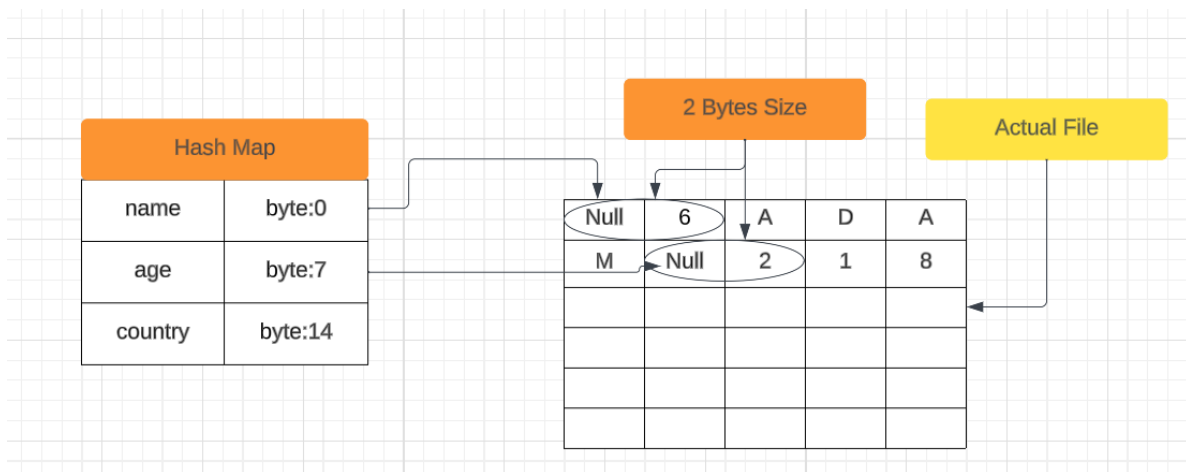 2 Bytes Size
Actual File
Hash Map
name byte:0
age byte:7
country byte:14
Null 6 A D A
M Null 2 1 8